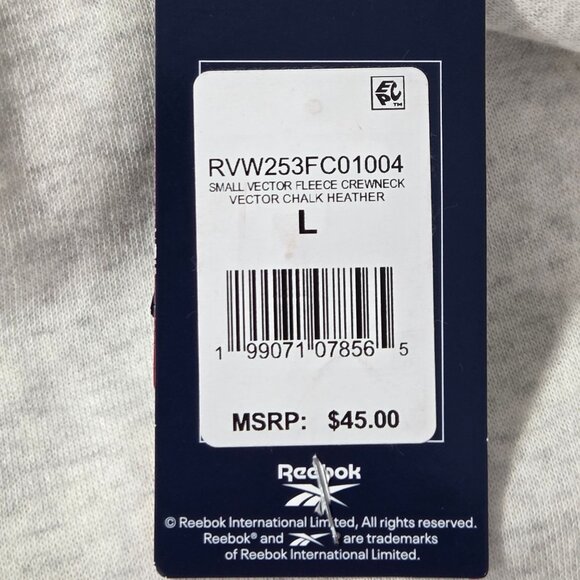 EPC™
RVW253FC01004
SMALL VECTOR FLEECE CREWNECK
VECTOR CHALK HEATHER
L
1 99071 07856 5
MSRP: $45.00
Reebok
© Reebok International Limited, All rights reserved.
Reebok® and are trademarks
of Reebok International Limited.